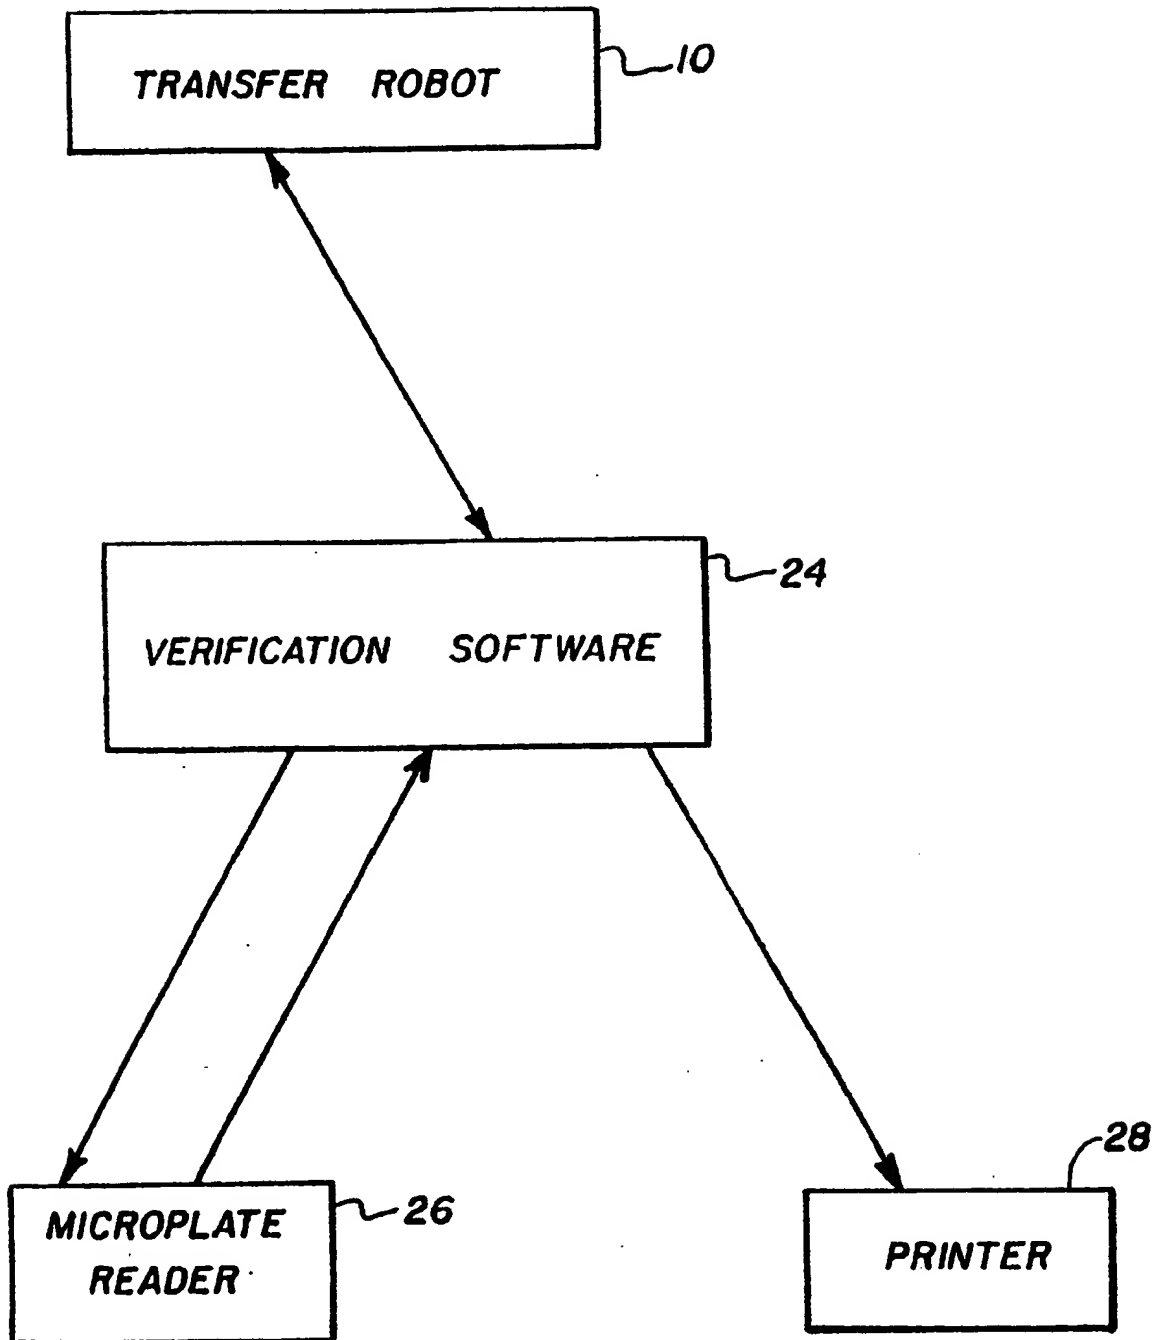 TRANSFER ROBOT
10
VERIFICATION SOFTWARE
24
MICROPLATE
READER
26
PRINTER
28